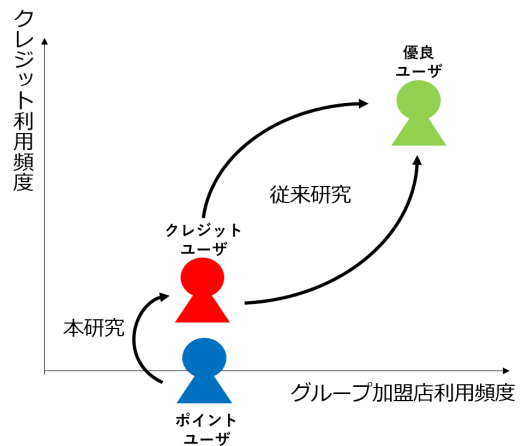 クレジット利用頻度
優良
ユーザ
従来研究
クレジット
ユーザ
本研究
グループ加盟店利用頻度
ポイント
ユーザ